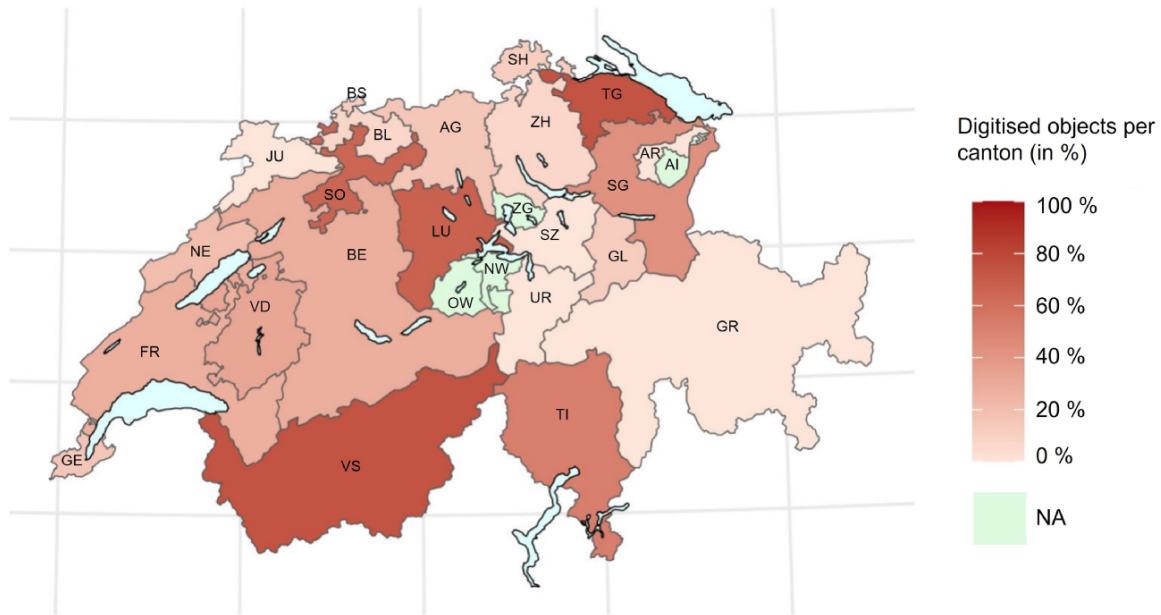 SH
BS
TG
BL
AG
ZH
JU
AR
AI
SG
SO
ZG
LU
SZ
NE
BE
GL
NW
OW
UR
VD
GR
FR
TI
GE
VS
Digitised objects per
canton (in %)
100 %
80 %
60 %
40 %
20 %
0 %
NA